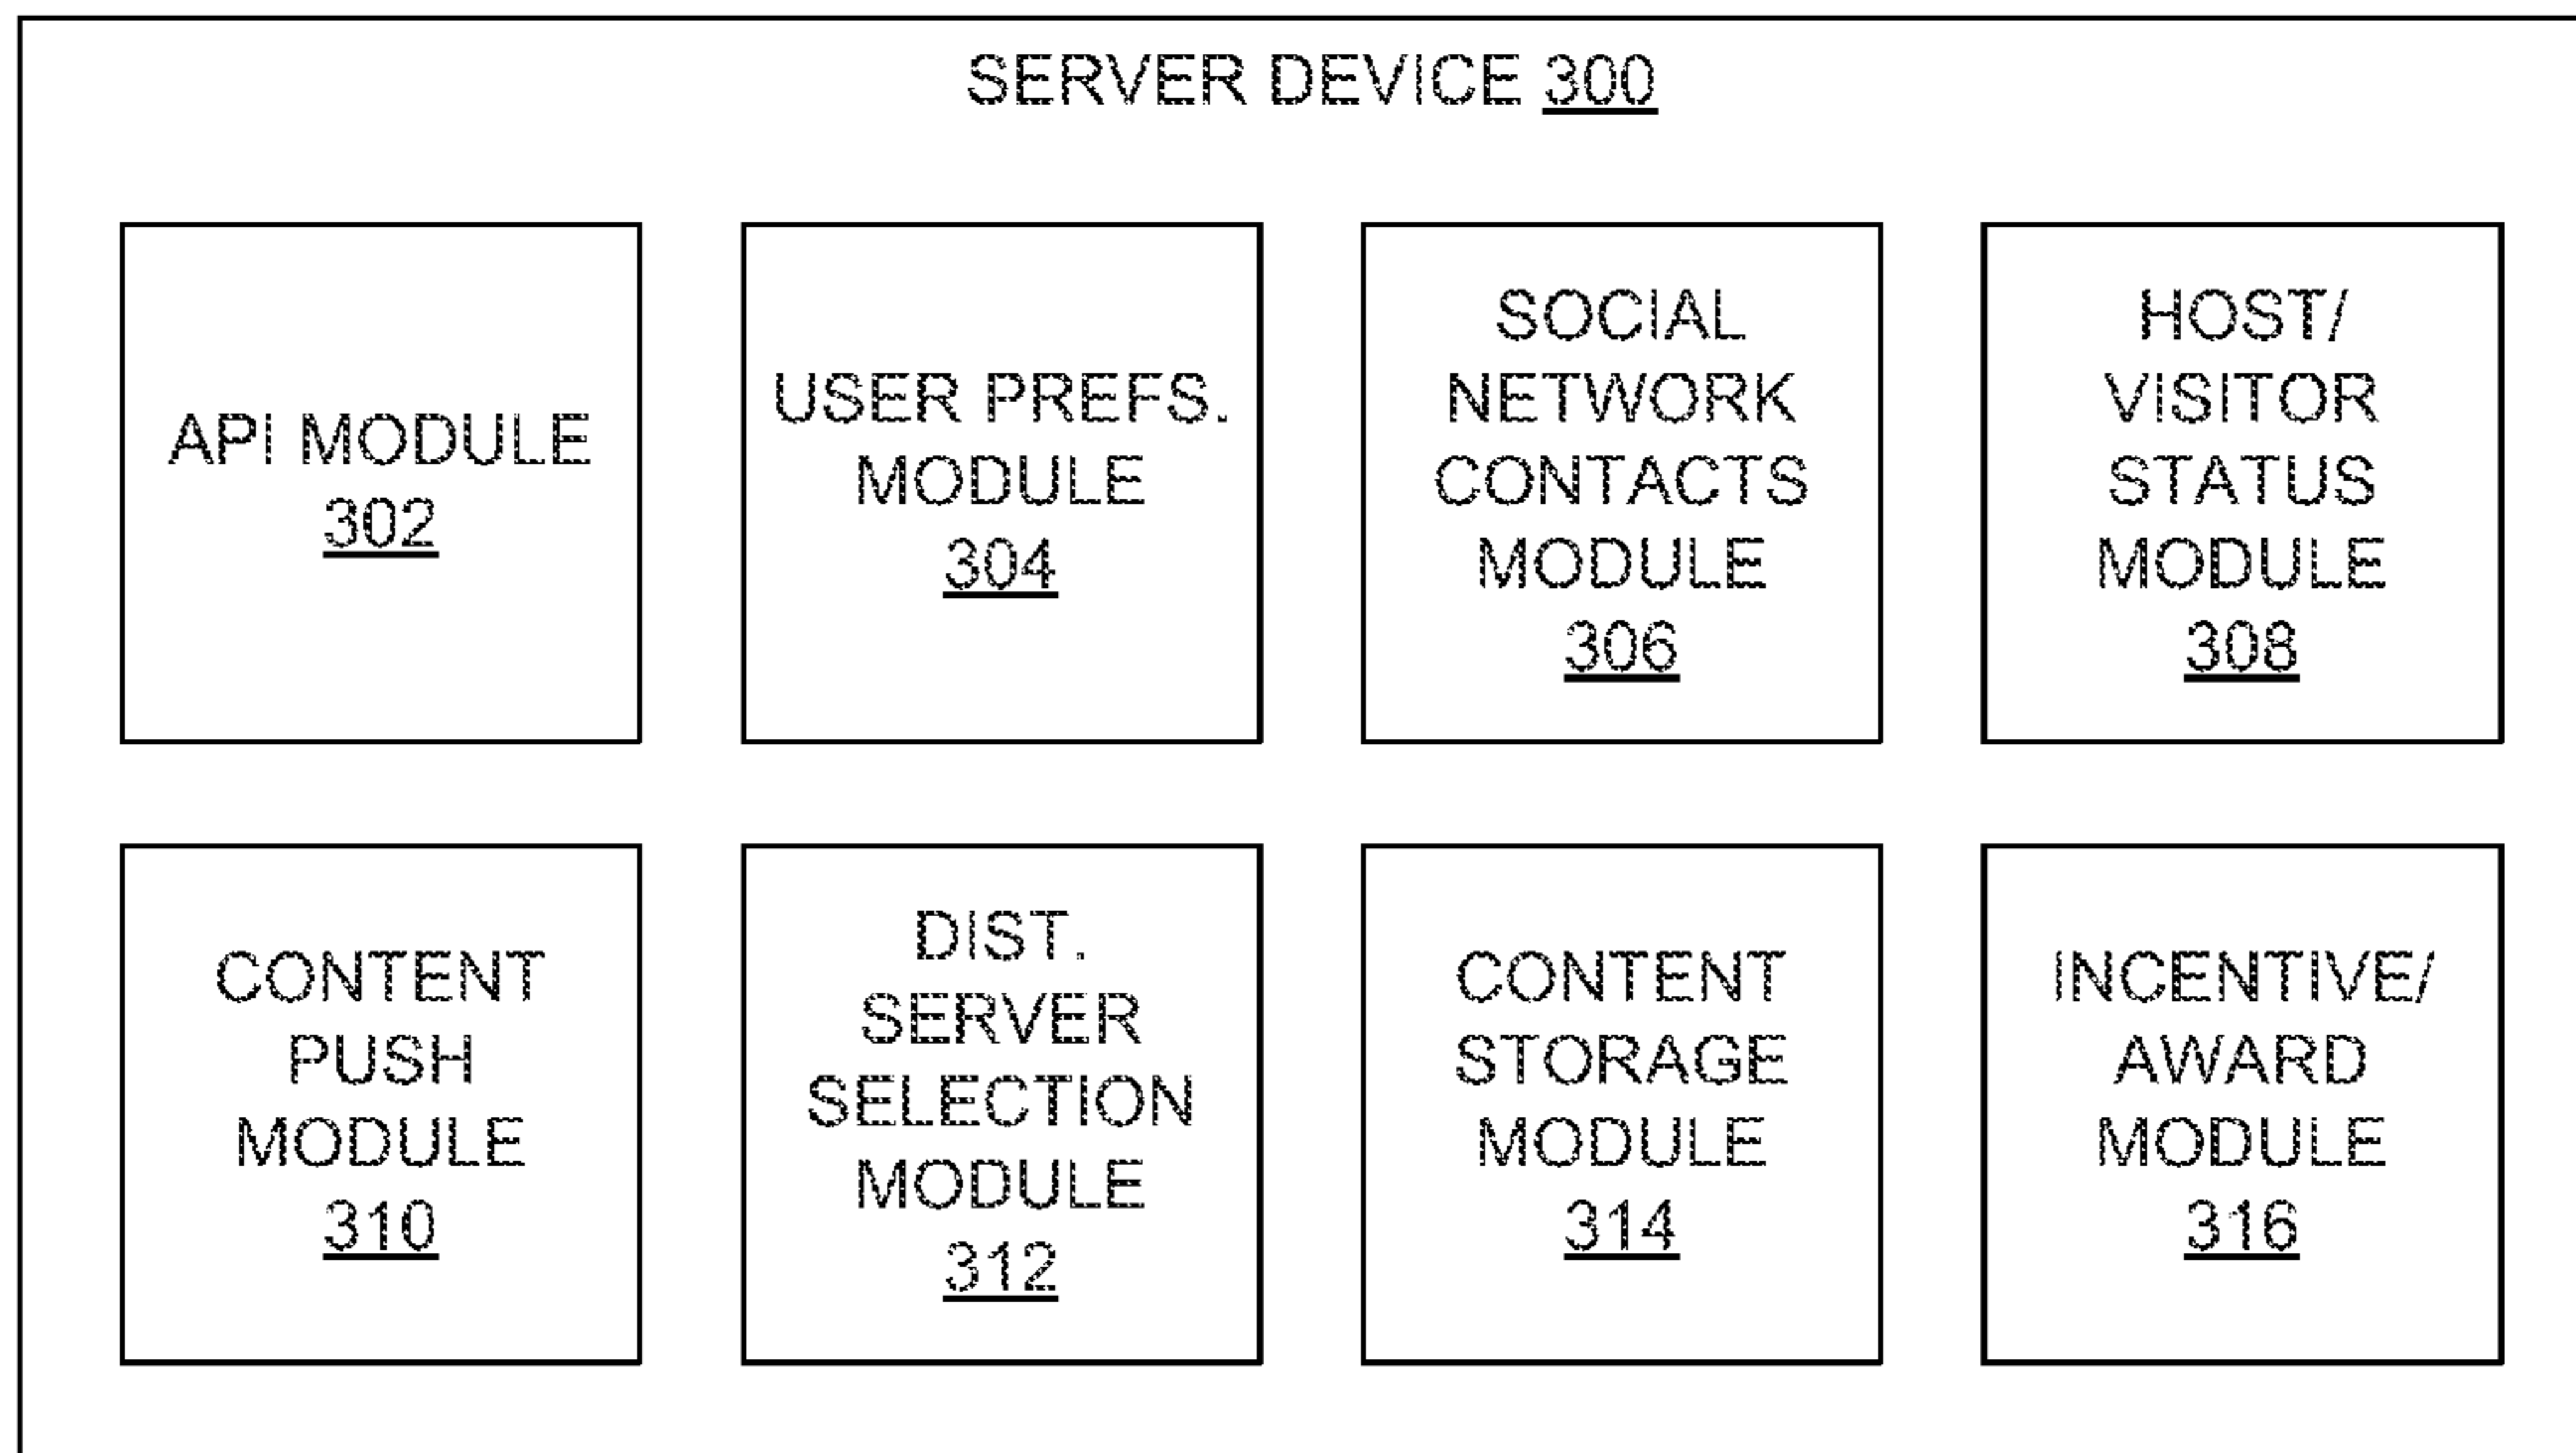 SERVER DEVICE 300
API MODULE
302
USER PREFS.
MODULE
304
SOCIAL
NETWORK
CONTACTS
MODULE
306
HOST/
VISITOR
STATUS
MODULE
308
CONTENT
PUSH
MODULE
310
DIST.
SERVER
SELECTION
MODULE
312
CONTENT
STORAGE
MODULE
314
INCENTIVE/
AWARD
MODULE
316